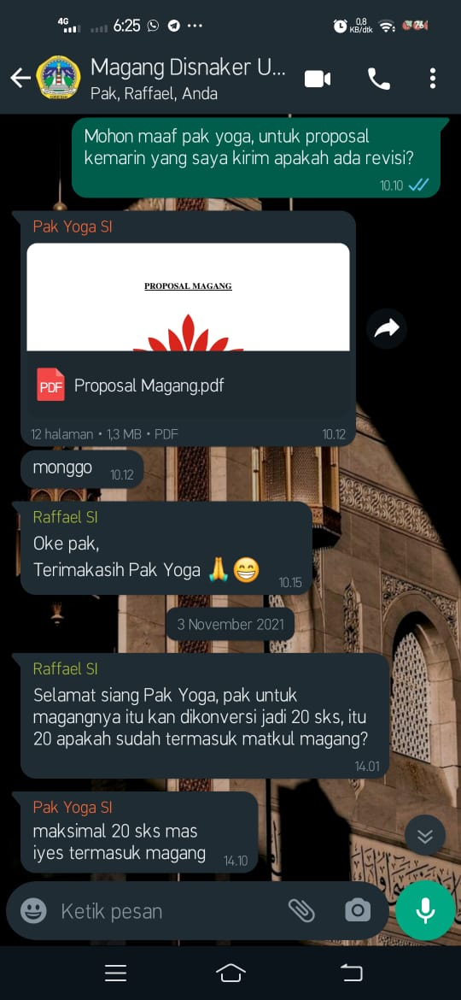 4G
6:25
0,8
KB/dtk
76
Magang Disnaker U...
Pak, Raffael, Anda
Mohon maaf pak yoga, untuk proposal
kemarin yang saya kirim apakah ada revisi?
10.10
Pak Yoga SI
PROPOSAL MAGANG
PDF
Proposal Magang.pdf
12 halaman • 1,3 MB • PDF
10.12
monggo
10.12
Raffael SI
Oke pak,
Terimakasih Pak Yoga 🙏😁
10.15
3 November 2021
Raffael SI
Selamat siang Pak Yoga, pak untuk
magangnya itu kan dikonversi jadi 20 sks, itu
20 apakah sudah termasuk matkul magang?
14.01
Pak Yoga SI
maksimal 20 sks mas
iyes termasuk magang
14.10
Ketik pesan